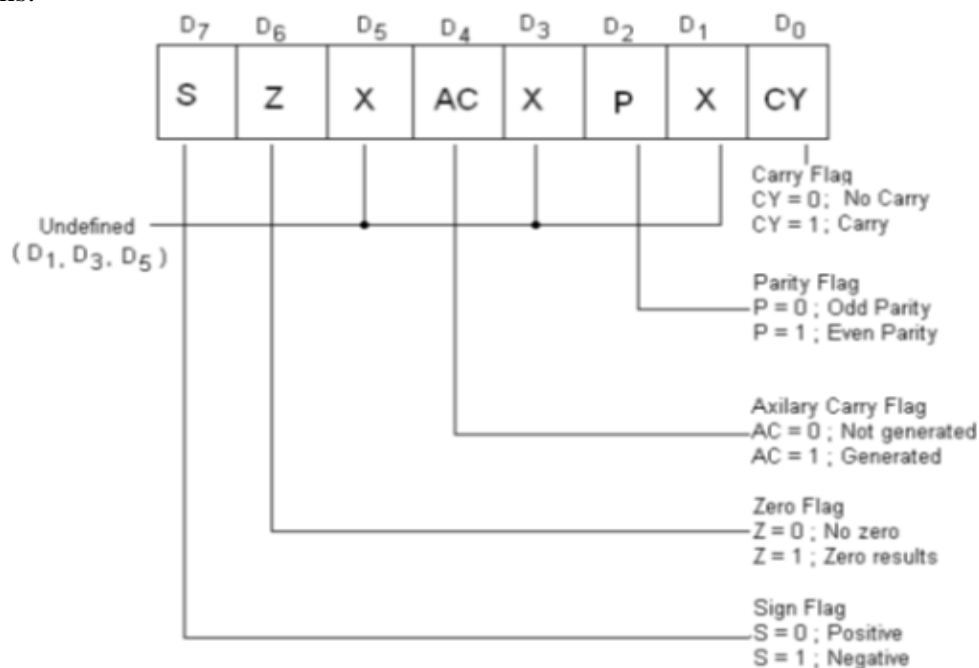 ns.
D7 D6 D5 D4 D3 D2 D1 D0
S Z X AC X P X CY
Carry Flag
CY = 0; No Carry
CY = 1; Carry
Undefined
( D1, D3, D5 )
Parity Flag
P = 0 ; Odd Parity
P = 1 ; Even Parity
Axilary Carry Flag
AC = 0 ; Not generated
AC = 1 ; Generated
Zero Flag
Z = 0 ; No zero
Z = 1 ; Zero results
Sign Flag
S = 0 ; Positive
S = 1 ; Negative